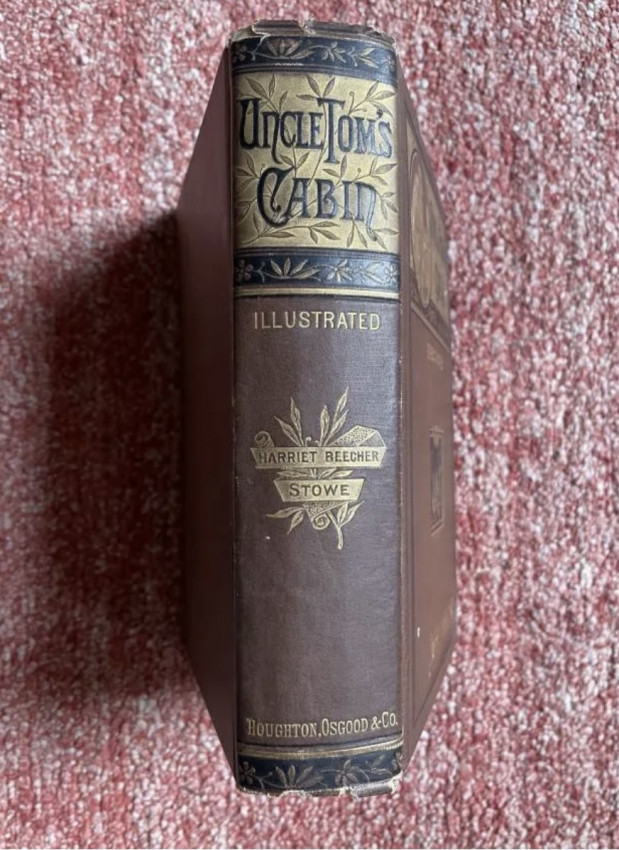 UNCLE TOM'S
CABIN
ILLUSTRATED
HARRIET BEECHER
STOWE
HOUGHTON, OSGOOD & CO.